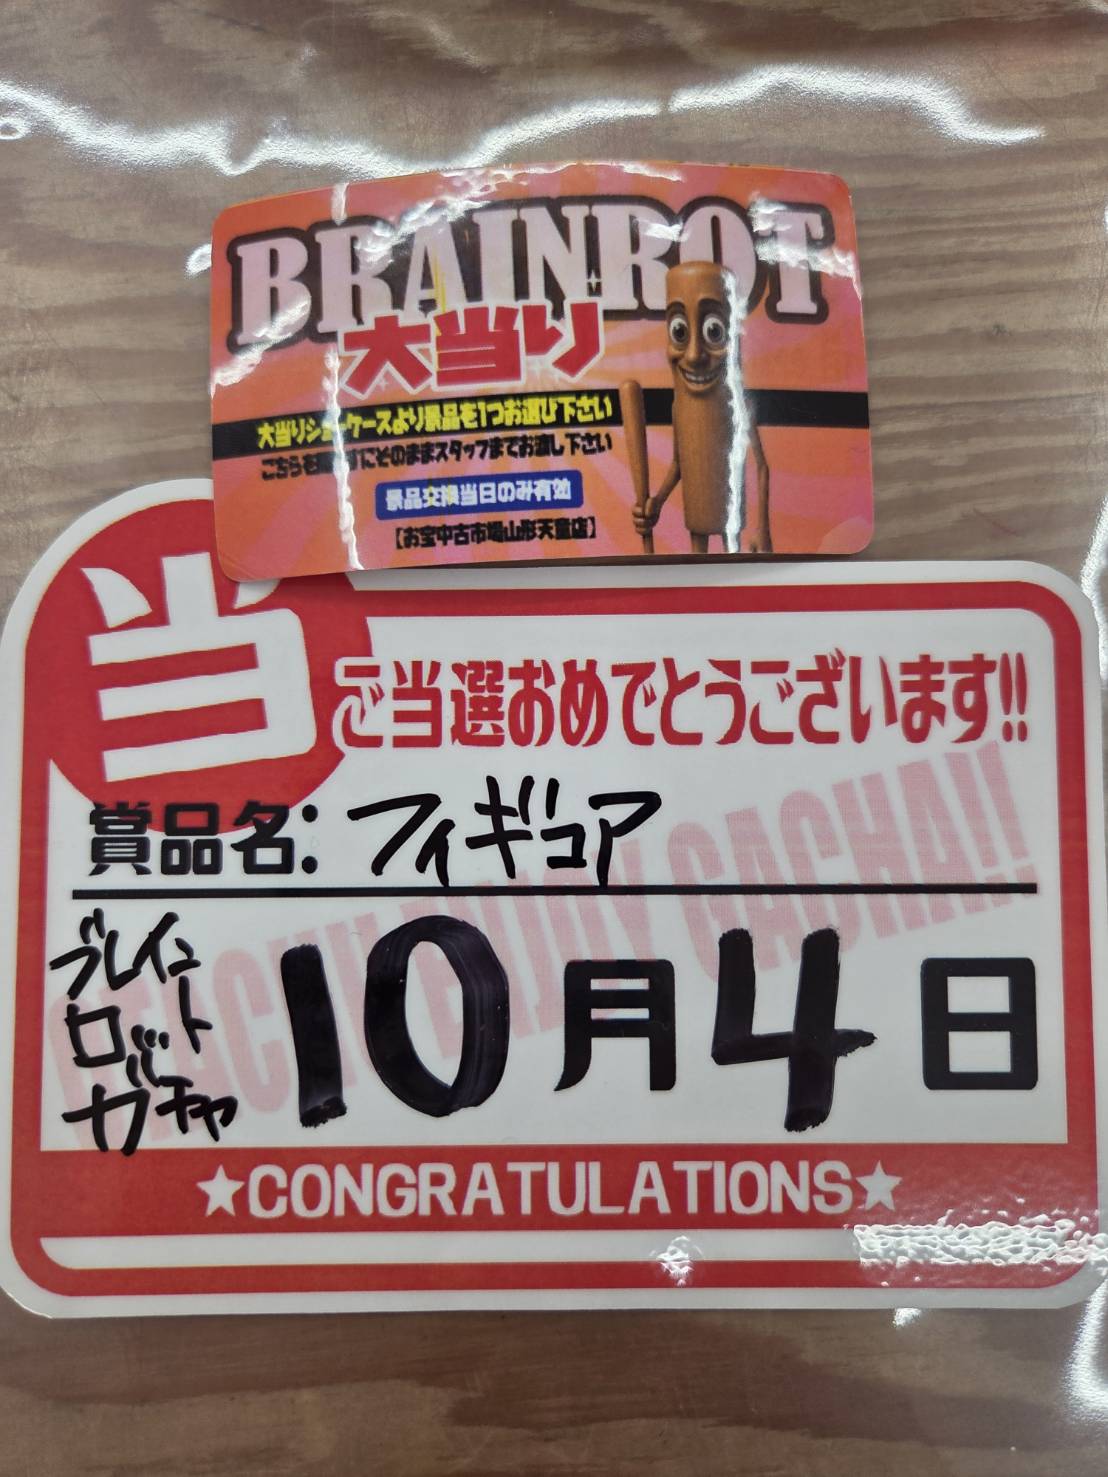 BRAINROT
大当り
大当りショーケースより景品を1つお選び下さい
こちらを開けずにそのままスタッフまでお渡し下さい
景品交換当日のみ有効
【お宝中古市場山形天童店】
当
ご当選おめでとうございます!!
賞品名: フィギュア
ブレイン
ロット
ガチャ
10月4日
ENJOY GACHA!!
★CONGRATULATIONS★